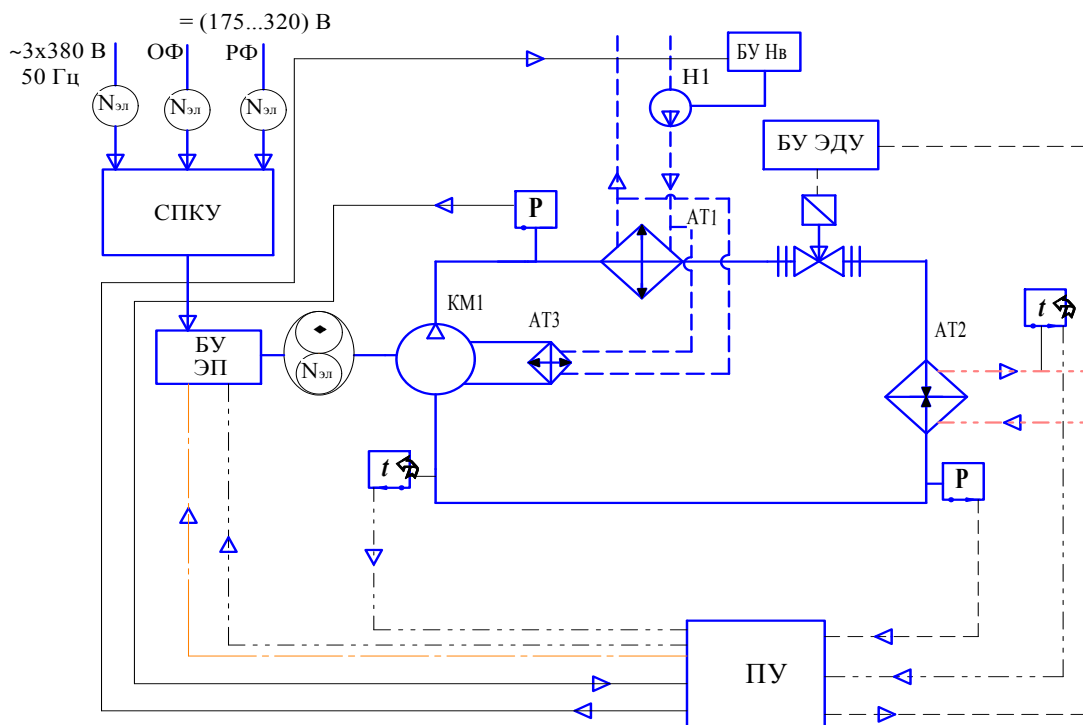 = (175...320) В
~3x380 В
50 Гц
ОФ
РФ
Nэл
Nэл
Nэл
БУ Нв
Н1
БУ ЭДУ
СПКУ
Р
АТ1
КМ1
АТ3
t
АТ2
БУ
ЭП
Nэл
t
Р
ПУ